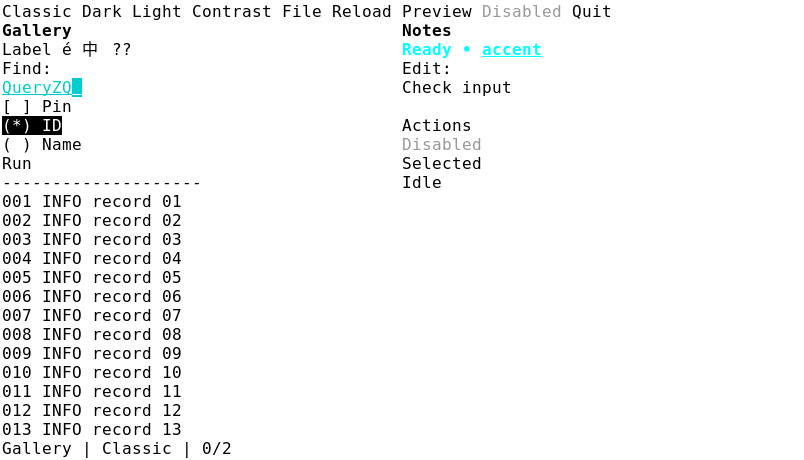 Classic Dark Light Contrast File Reload Preview Disabled Quit
Gallery
Label é 中 ??
Find:
QueryZQ
[ ] Pin
(*) ID
( ) Name
Run
--------------------
001 INFO record 01
002 INFO record 02
003 INFO record 03
004 INFO record 04
005 INFO record 05
006 INFO record 06
007 INFO record 07
008 INFO record 08
009 INFO record 09
010 INFO record 10
011 INFO record 11
012 INFO record 12
013 INFO record 13
Notes
Ready • accent
Edit:
Check input
Actions
Disabled
Selected
Idle
Gallery | Classic | 0/2